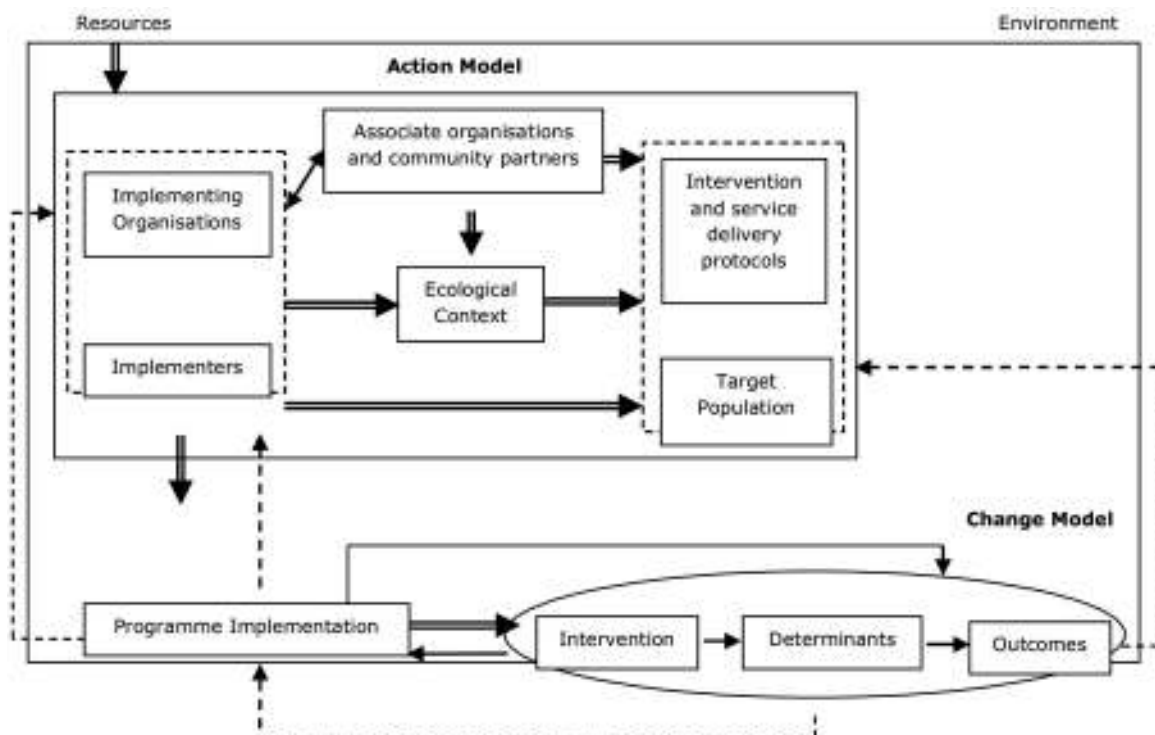 Resources
Environment
Action Model
Associate organisations
and community partners
Implementing
Organisations
Intervention
and service
delivery
protocols
Ecological
Context
Implementers
Target
Population
Change Model
Programme Implementation
Intervention
Determinants
Outcomes